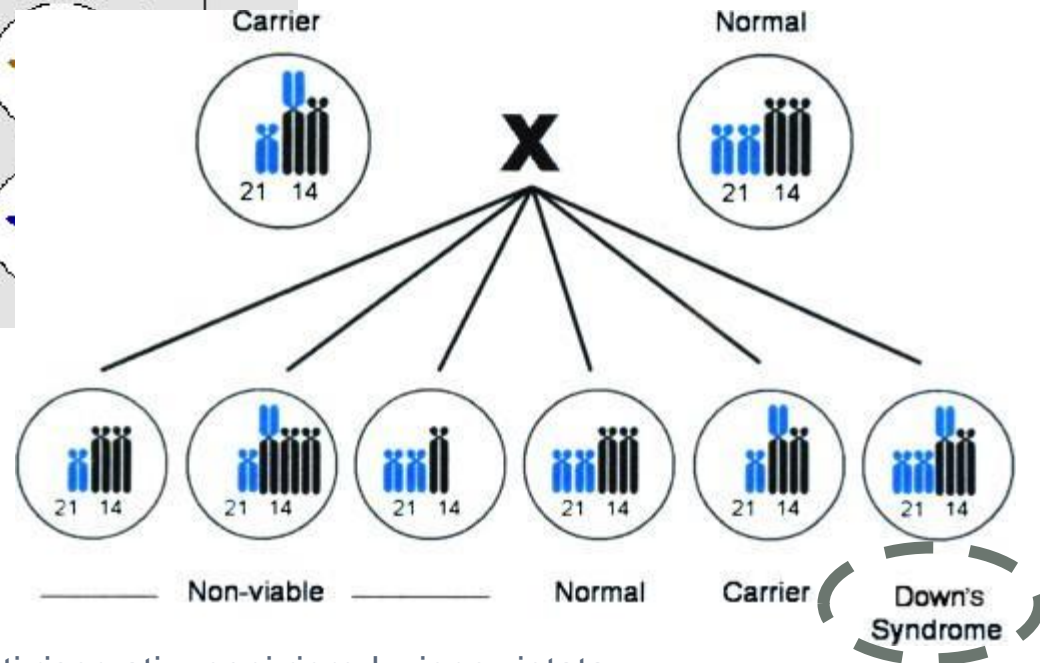 Carrier Normal
X
21 14 21 14
21 14 21 14 21 14 21 14 21 14 21 14
Non-viable Normal Carrier Down's
Syndrome